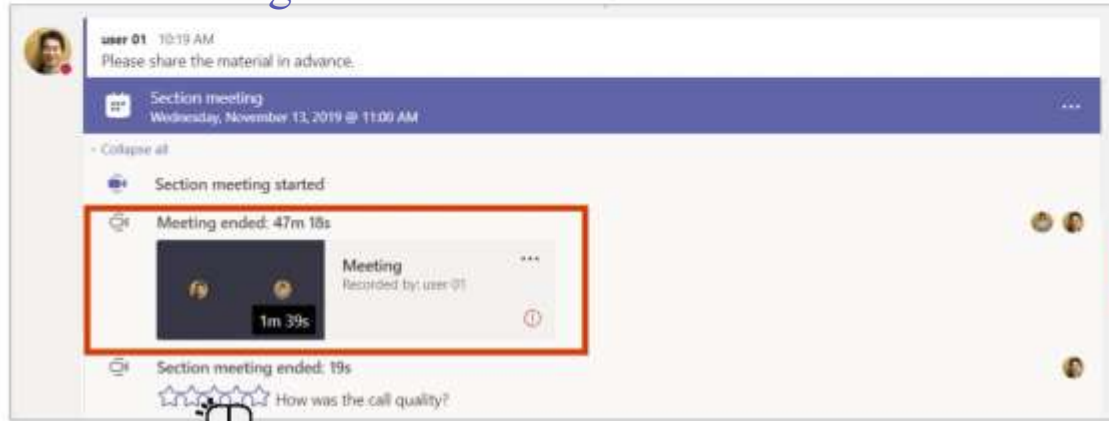 user 01 10:19 AM
Please share the material in advance.
Section meeting
Wednesday, November 13, 2019 @ 11:00 AM
Collapse all
Section meeting started
Meeting ended: 47m 18s
Meeting
Recorded by: user 01
1m 39s
Section meeting ended: 19s
How was the call quality?